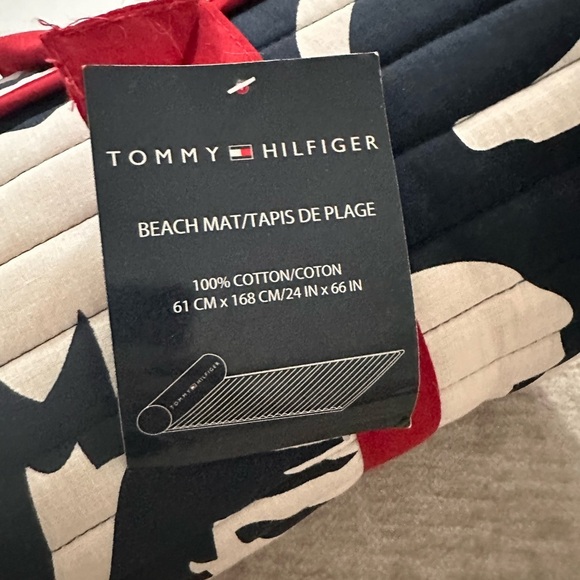 TOMMY HILFIGER
BEACH MAT/TAPIS DE PLAGE
100% COTTON/COTON
61 CM x 168 CM/24 IN x 66 IN
TOMMY HILFIGER